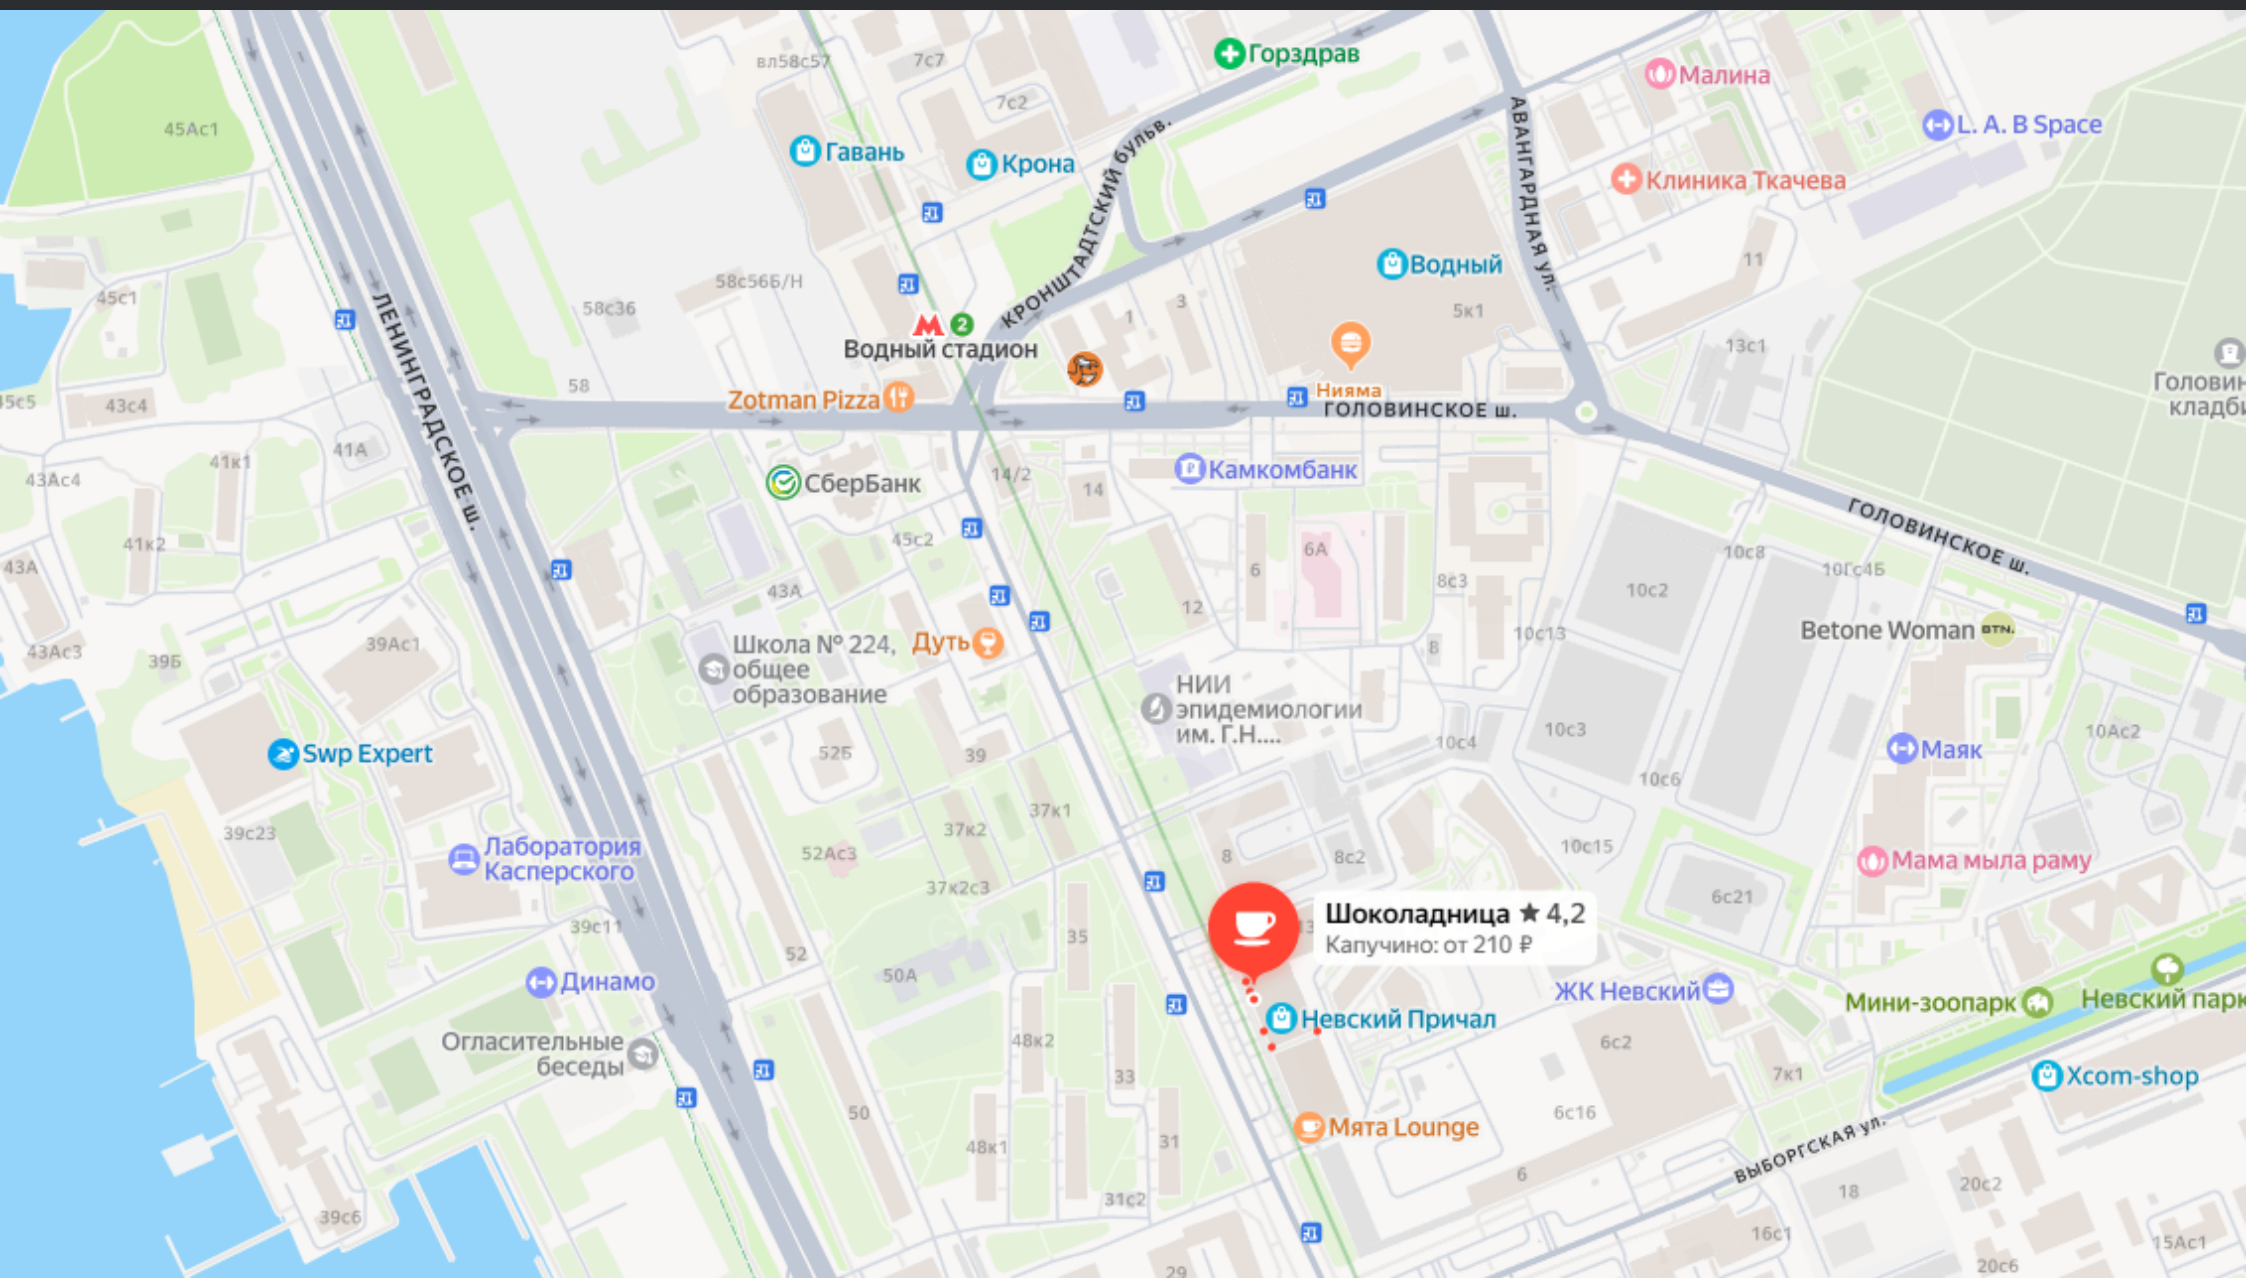 Горздрав
вл58с57
7с7
Малина
7с2
45Ас1
L. A. B Space
Гавань
Крона
КРОНШТАДТСКИЙ бульв.
АВАНГАРДНАЯ ул.
Клиника Ткачева
Водный
11
45с1
58с36
58с56Б/Н
3
1
5к1
2
Водный стадион
13с1
ЛЕНИНГРАДСКОЕ ш.
58
Zotman Pizza
Нияма
ГОЛОВИНСКОЕ ш.
Головин
кладби
45с5
43с4
41А
41к1
43Ас4
СберБанк
14/2
14
Камкомбанк
ГОЛОВИНСКОЕ ш.
41к2
45с2
6А
10с8
43А
43А
6
8с3
10с2
10Гс4Б
12
39Ас1
10с13
Betone Woman
BTN.
43Ас3
39Б
Школа № 224,
общее
образование
Дуть
8
НИИ
эпидемиологии
им. Г.Н....
10с3
10с4
10Ас2
Swp Expert
52Б
39
Маяк
10с6
37к1
39с23
37к2
Лаборатория
Касперского
52Ас3
8
8с2
10с15
Мама мыла раму
37к2с3
6с21
39с11
Шоколадница ★ 4,2
Капучино: от 210 ₽
35
52
50А
Динамо
ЖК Невский
Мини-зоопарк
Невский парк
Невский Причал
Огласительные
беседы
48к2
6с2
33
7к1
Xcom-shop
50
6с16
Мята Lounge
48к1
31
ВЫБОРГСКАЯ ул.
6
18
20с2
31с2
39с6
16с1
15Ас1
29
20с6